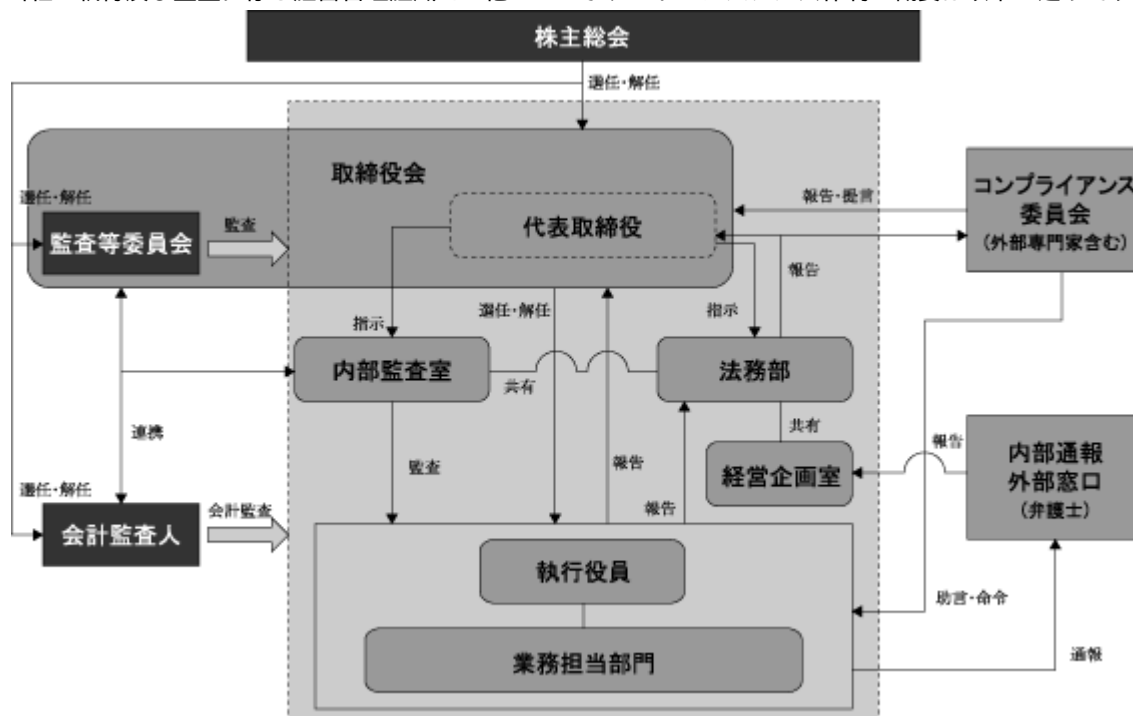 株主総会
選任・解任
取締役会
代表取締役
選任・解任
監査等委員会
監査
報告・提言
コンプライアンス
委員会
(外部専門家含む)
報告
指示
選任・解任
指示
内部監査室
共有
法務部
共有
連携
監査
報告
報告
経営企画室
報告
内部通報
外部窓口
(弁護士)
選任・解任
会計監査人
会計監査
執行役員
業務担当部門
助言・命令
通報